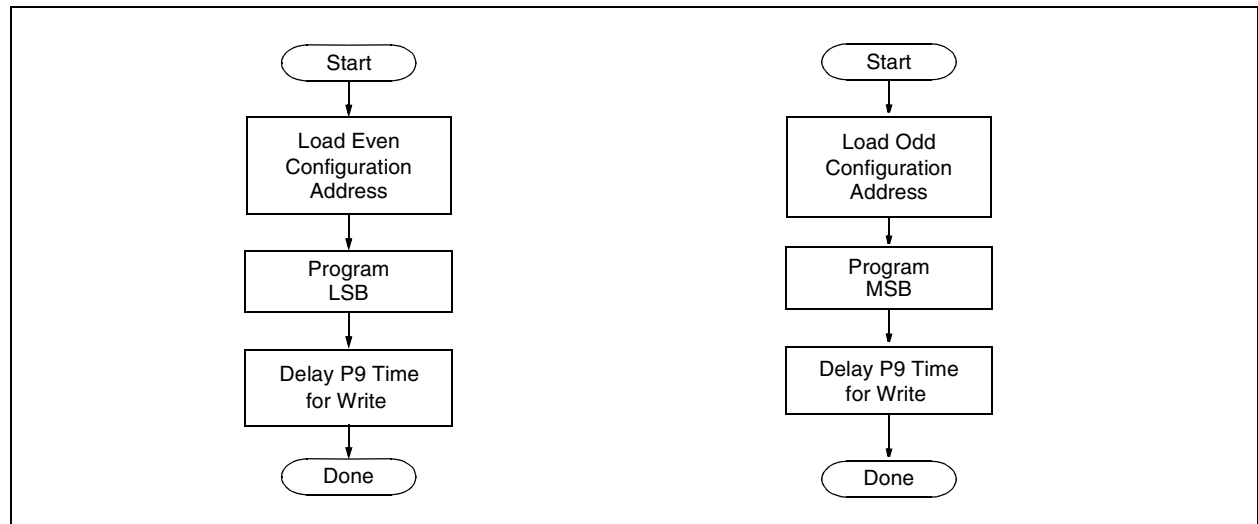 Start
Load Even
Configuration
Address
Program
LSB
Delay P9 Time
for Write
Done
Start
Load Odd
Configuration
Address
Program
MSB
Delay P9 Time
for Write
Done